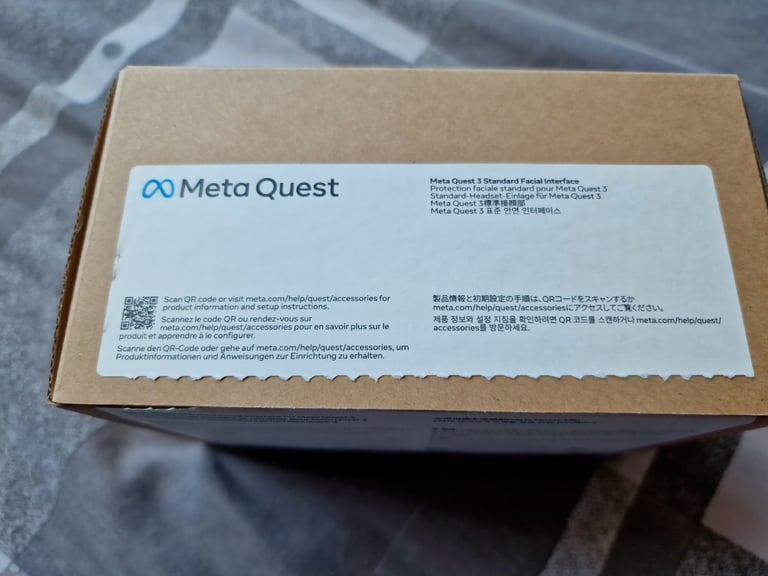 Meta Quest
Meta Quest 3 Standard Facial Interface
Protection faciale standard pour Meta Quest 3
Standard-Headset-Einlage für Meta Quest 3
Meta Quest 3標準接顔部
Meta Quest 3 표준 안면 인터페이스
Scan QR code or visit meta.com/help/quest/accessories for
product information and setup instructions.
Scannez le code QR ou rendez-vous sur
meta.com/help/quest/accessories pour en savoir plus sur le
produit et apprendre à le configurer.
Scanne den QR-Code oder gehe auf meta.com/help/quest/accessories, um
Produktinformationen und Anweisungen zur Einrichtung zu erhalten.
製品情報と初期設定の手順は、QRコードをスキャンするか
meta.com/help/quest/accessoriesにアクセスしてご覧ください。
제품 정보와 설정 지침을 확인하려면 QR 코드를 스캔하거나 meta.com/help/quest/
accessories를 방문하세요.